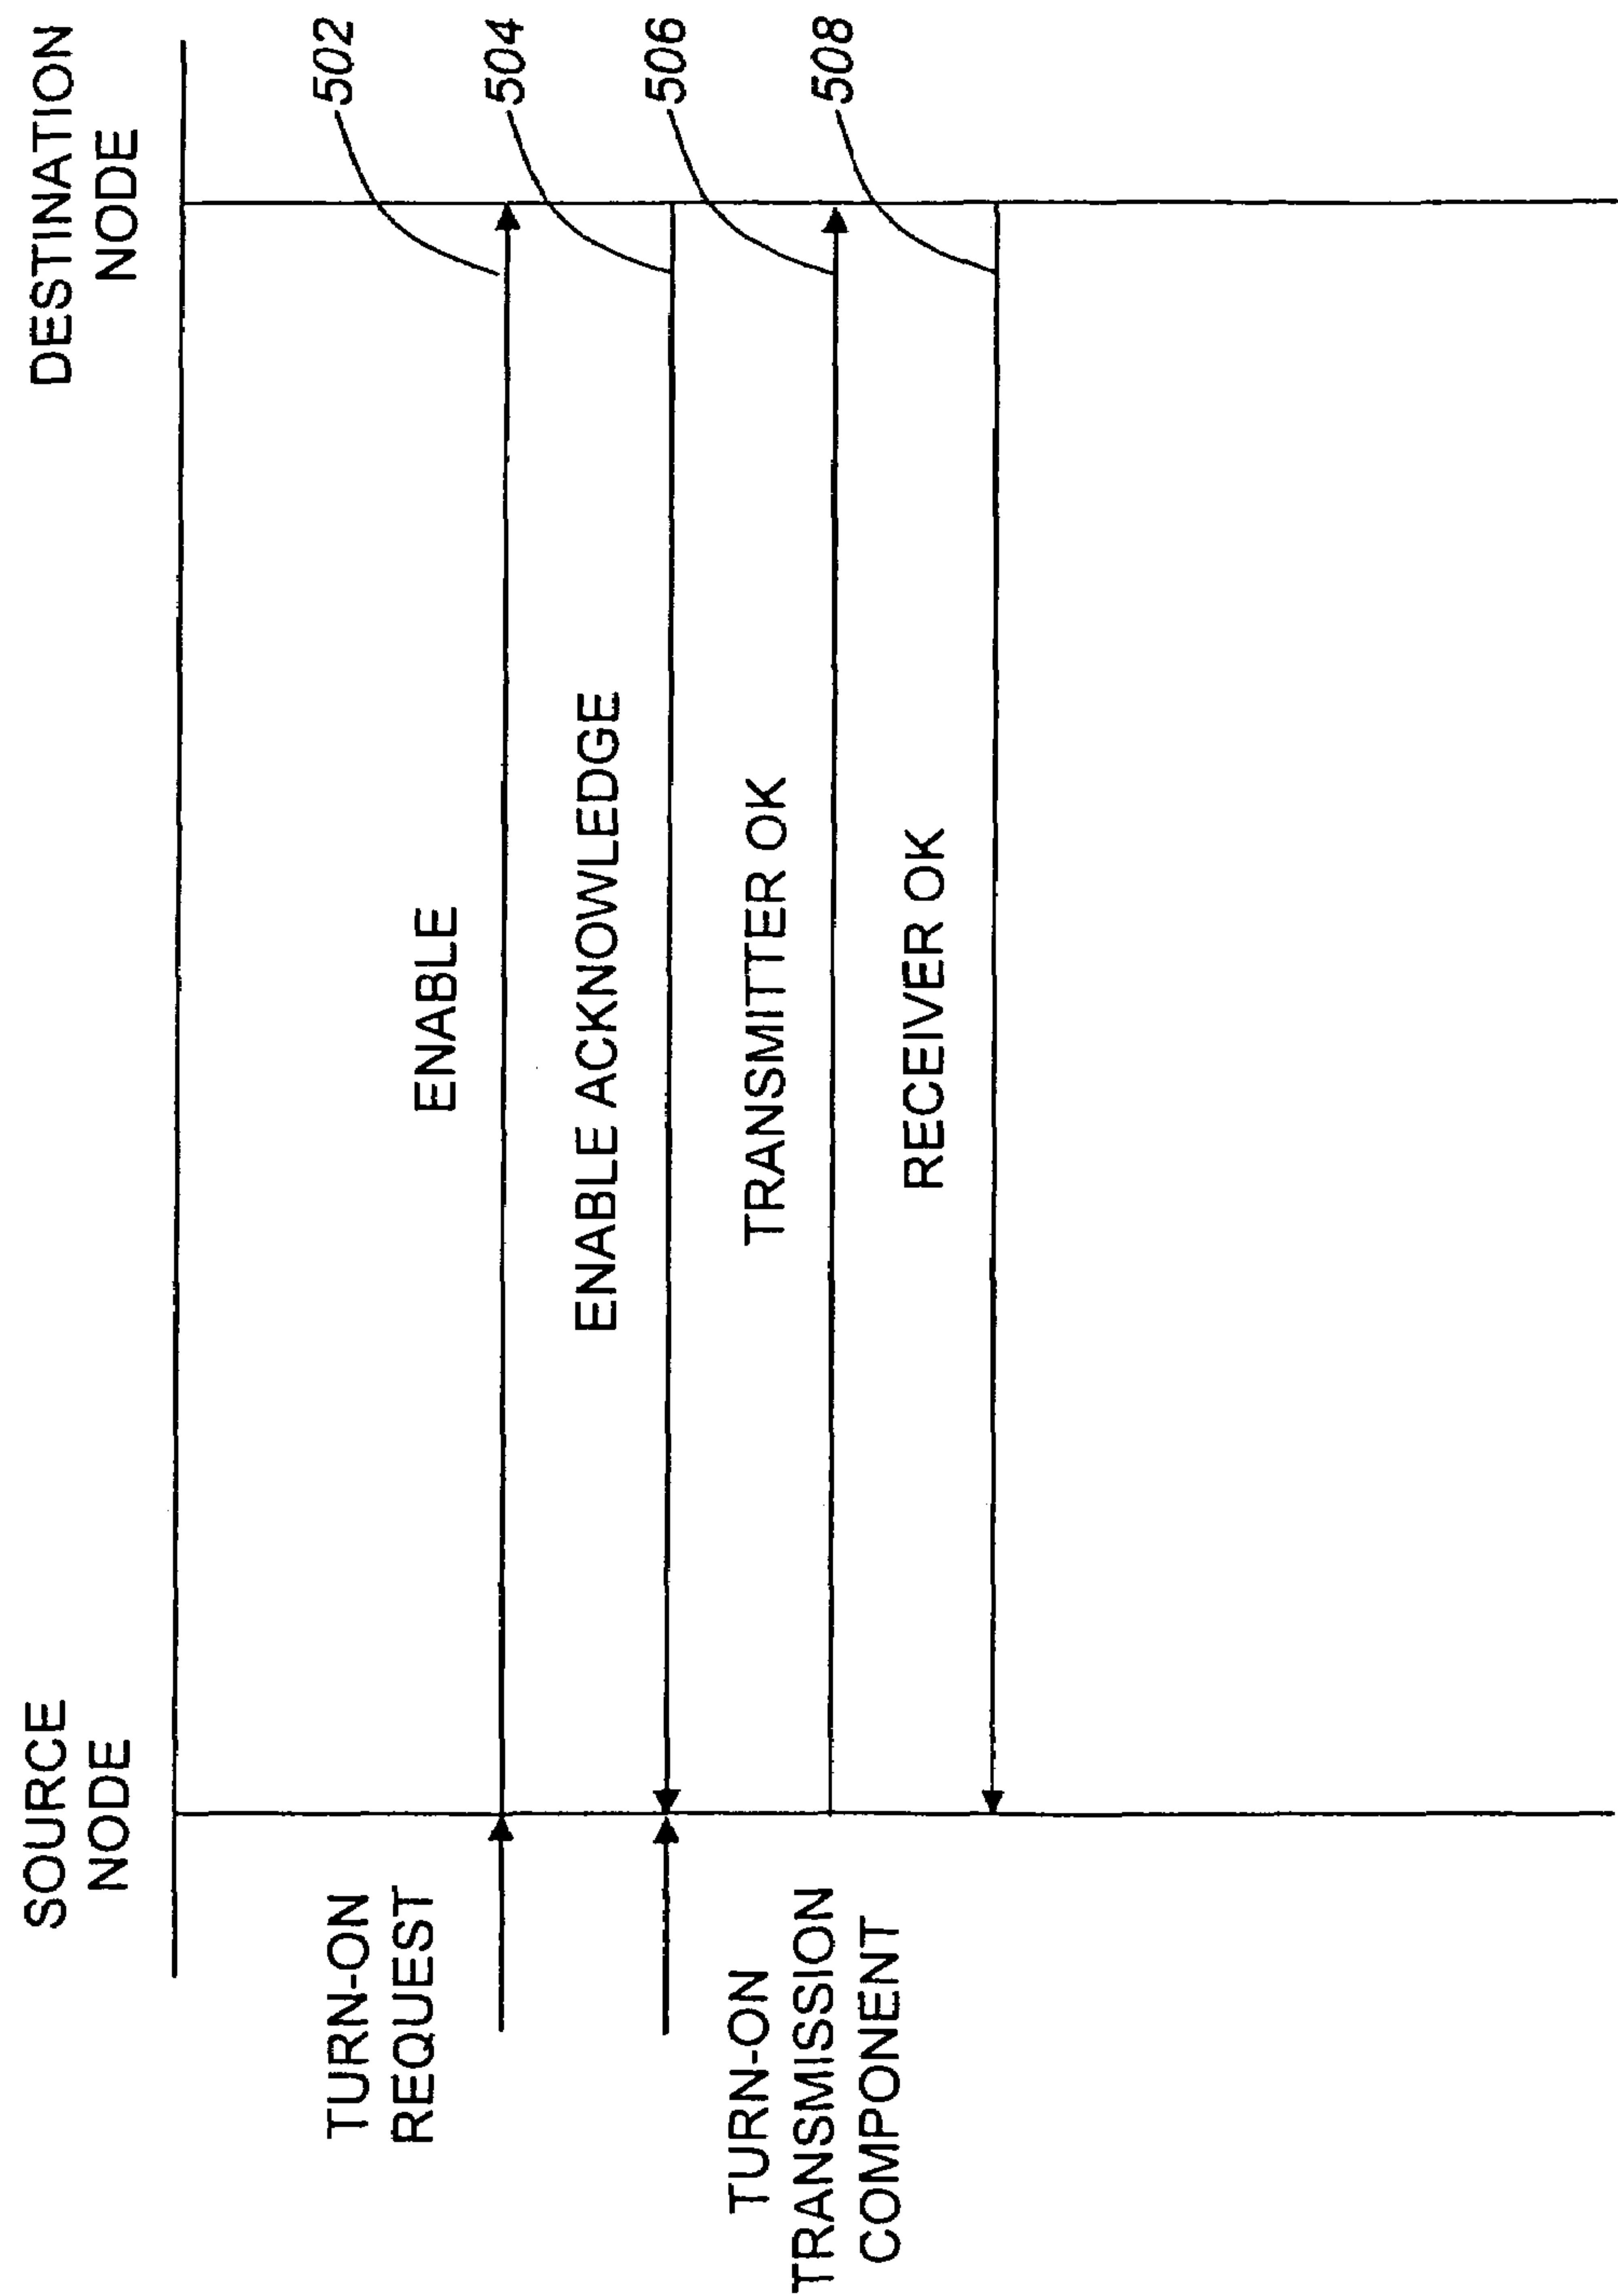 SOURCE
NODE
DESTINATION
NODE
TURN-ON
REQUEST
ENABLE
502
ENABLE ACKNOWLEDGE
504
TURN-ON
TRANSMISSION
COMPONENT
TRANSMITTER OK
506
RECEIVER OK
508